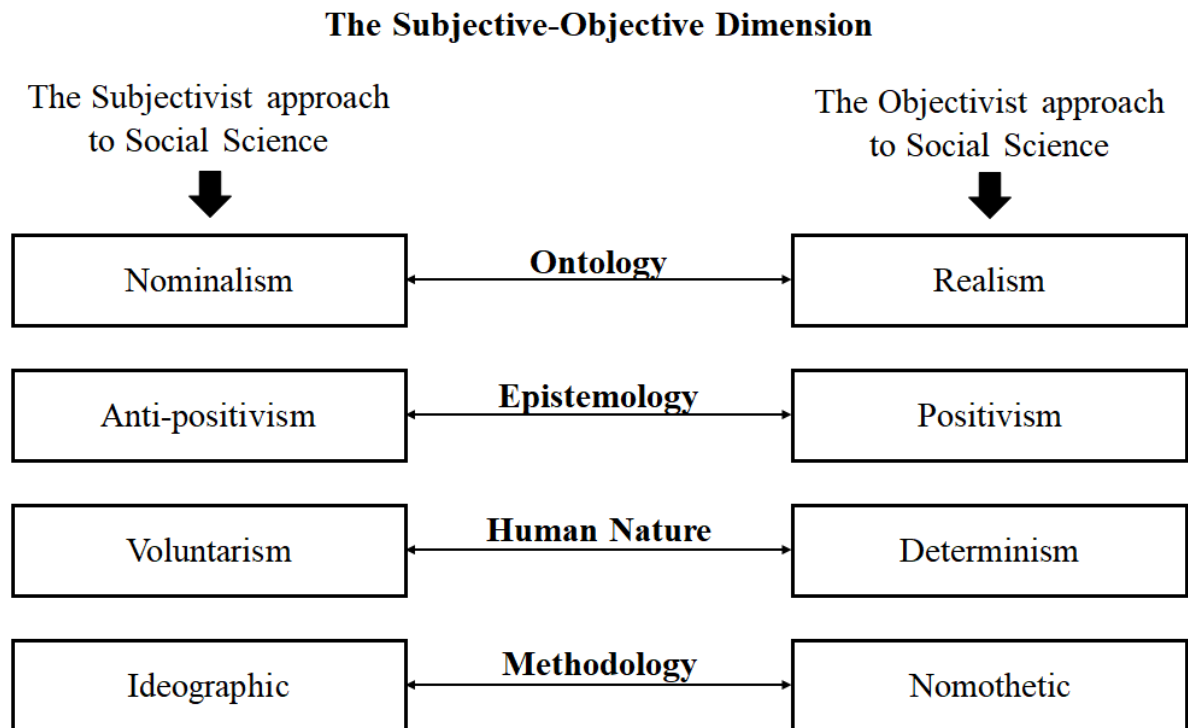 The Subjective-Objective Dimension
The Subjectivist approach
to Social Science
The Objectivist approach
to Social Science
Nominalism
Ontology
Realism
Anti-positivism
Epistemology
Positivism
Voluntarism
Human Nature
Determinism
Ideographic
Methodology
Nomothetic